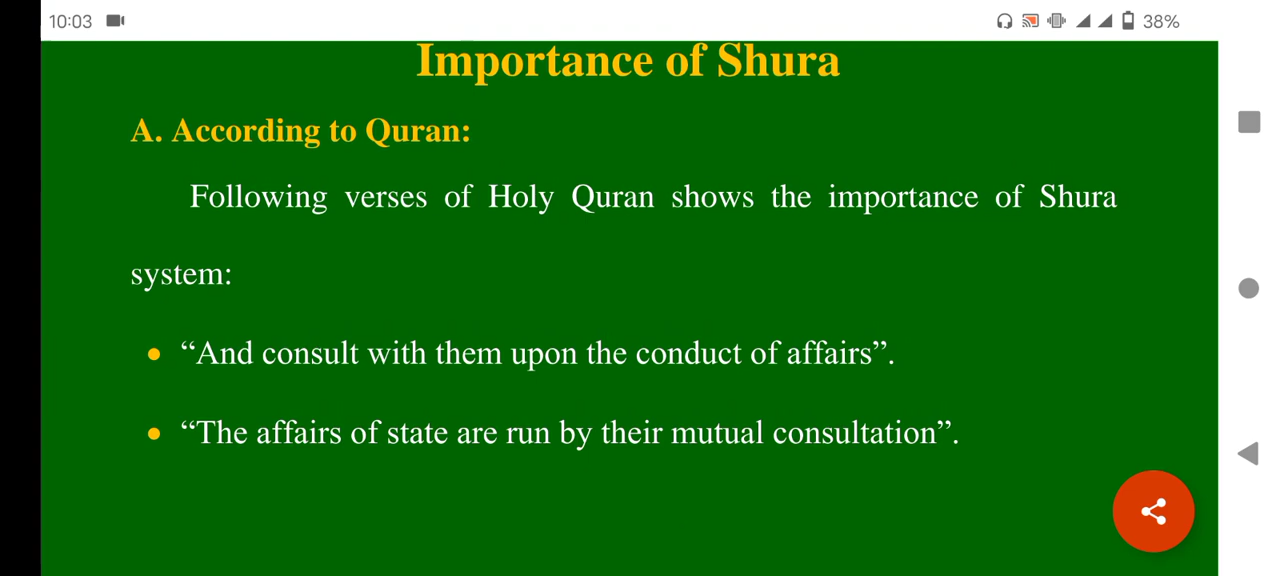 10:03
38%
Importance of Shura
A. According to Quran:
Following verses of Holy Quran shows the importance of Shura
system:
• “And consult with them upon the conduct of affairs”.
• “The affairs of state are run by their mutual consultation”.